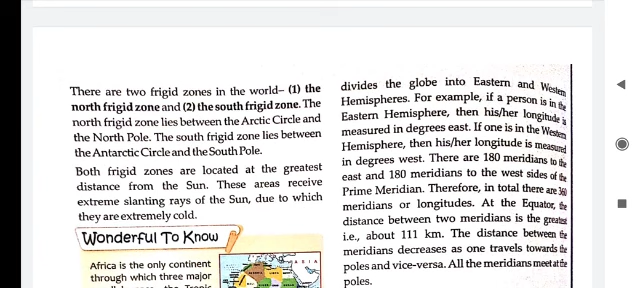 There are two frigid zones in the world– (1) the
north frigid zone and (2) the south frigid zone. The
north frigid zone lies between the Arctic Circle and
the North Pole. The south frigid zone lies between
the Antarctic Circle and the South Pole.
Both frigid zones are located at the greatest
distance from the Sun. These areas receive
extreme slanting rays of the Sun, due to which
they are extremely cold.
Wonderful To Know
Africa is the only continent
through which three major
divides the globe into Eastern and Western
Hemispheres. For example, if a person is in the
Eastern Hemisphere, then his/her longitude is
measured in degrees east. If one is in the Western
Hemisphere, then his/her longitude is measured
in degrees west. There are 180 meridians to the
east and 180 meridians to the west sides of the
Prime Meridian. Therefore, in total there are 360
meridians or longitudes. At the Equator, the
distance between two meridians is the greatest
i.e., about 111 km. The distance between the
meridians decreases as one travels towards the
poles and vice-versa. All the meridians meet at the
poles.